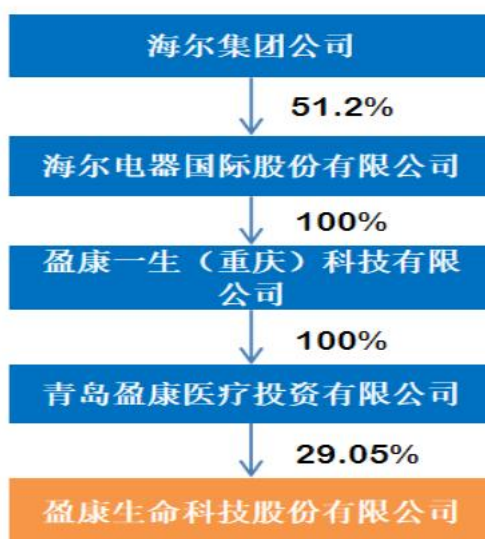 海尔集团公司
51.2%
海尔电器国际股份有限公司
100%
盈康一生（重庆）科技有限
公司
100%
青岛盈康医疗投资有限公司
29.05%
盈康生命科技股份有限公司